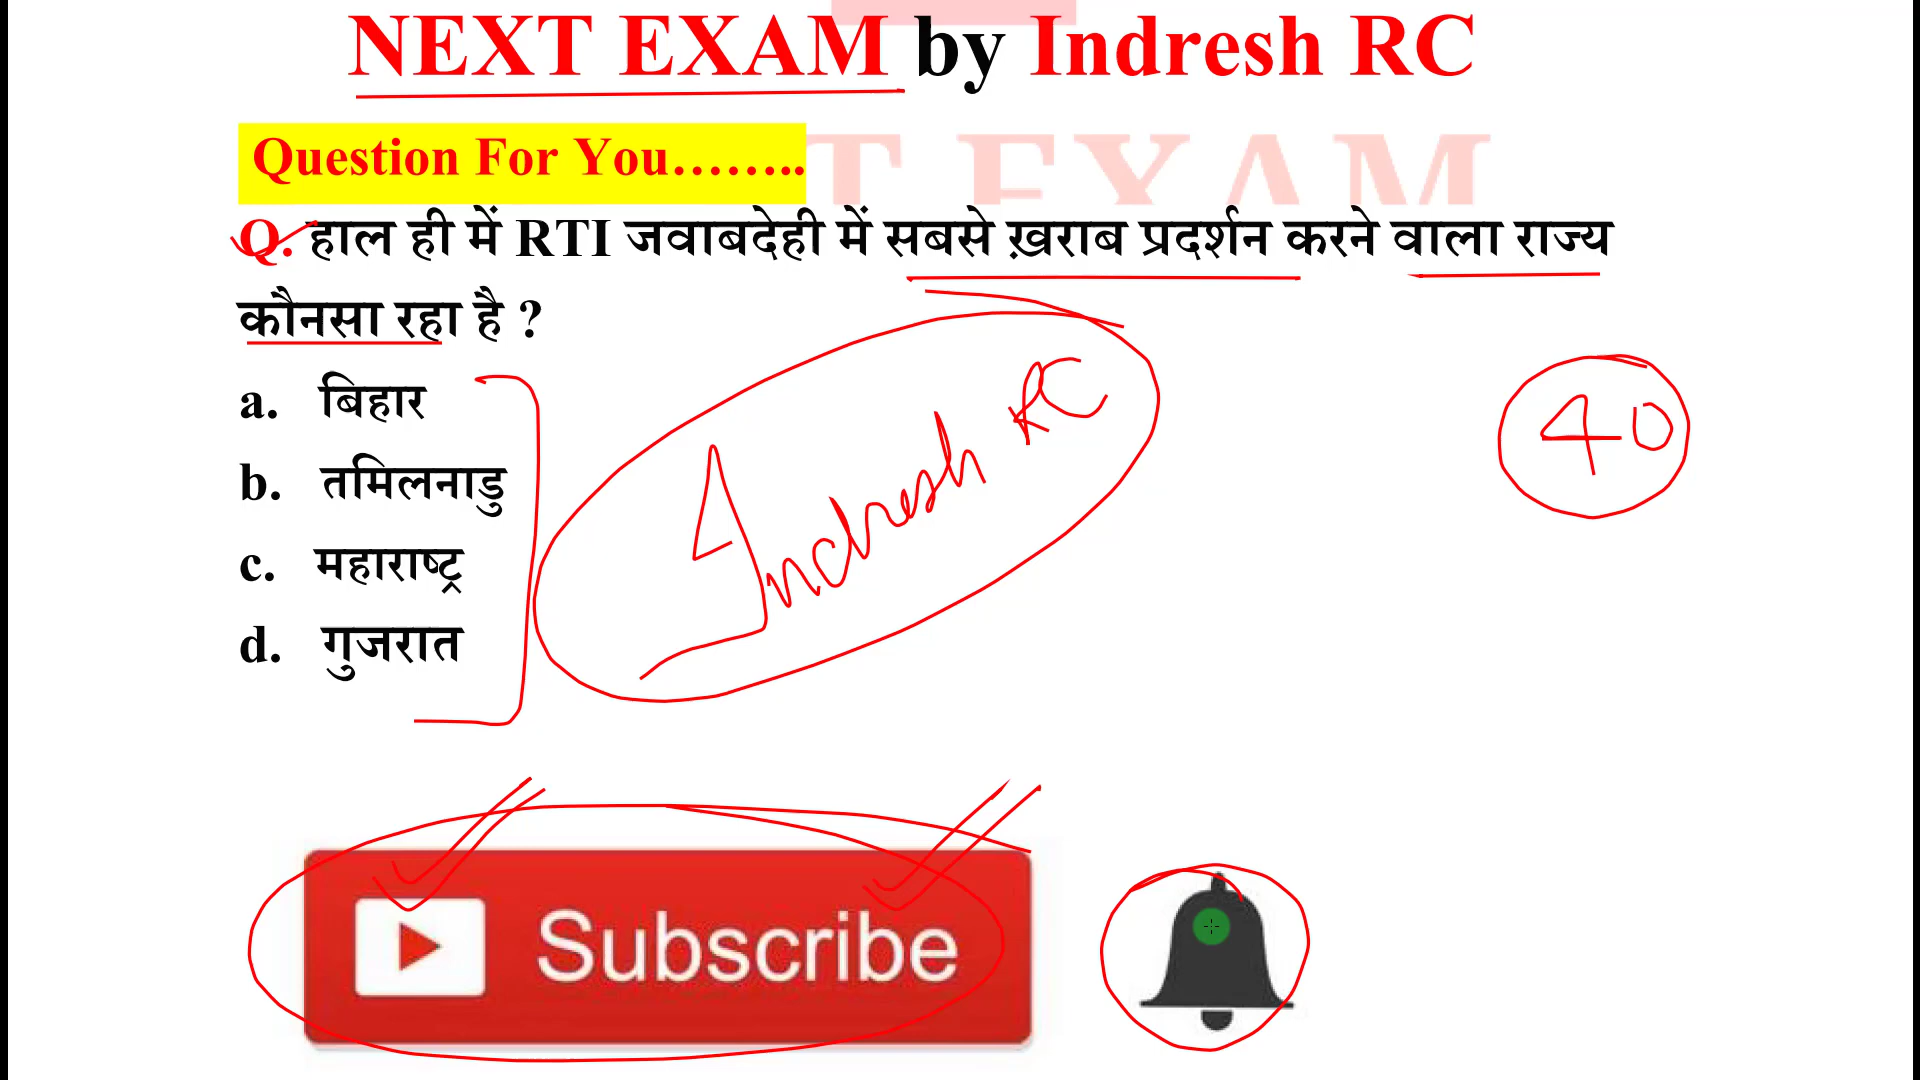 NEXT EXAM by Indresh RC
Question For You……..
T EXAM
Q. हाल ही में RTI जवाबदेही में सबसे ख़राब प्रदर्शन करने वाला राज्य
कौनसा रहा है ?
a. बिहार
b. तमिलनाडु
c. महाराष्ट्र
d. गुजरात
Indresh RC
40
Subscribe